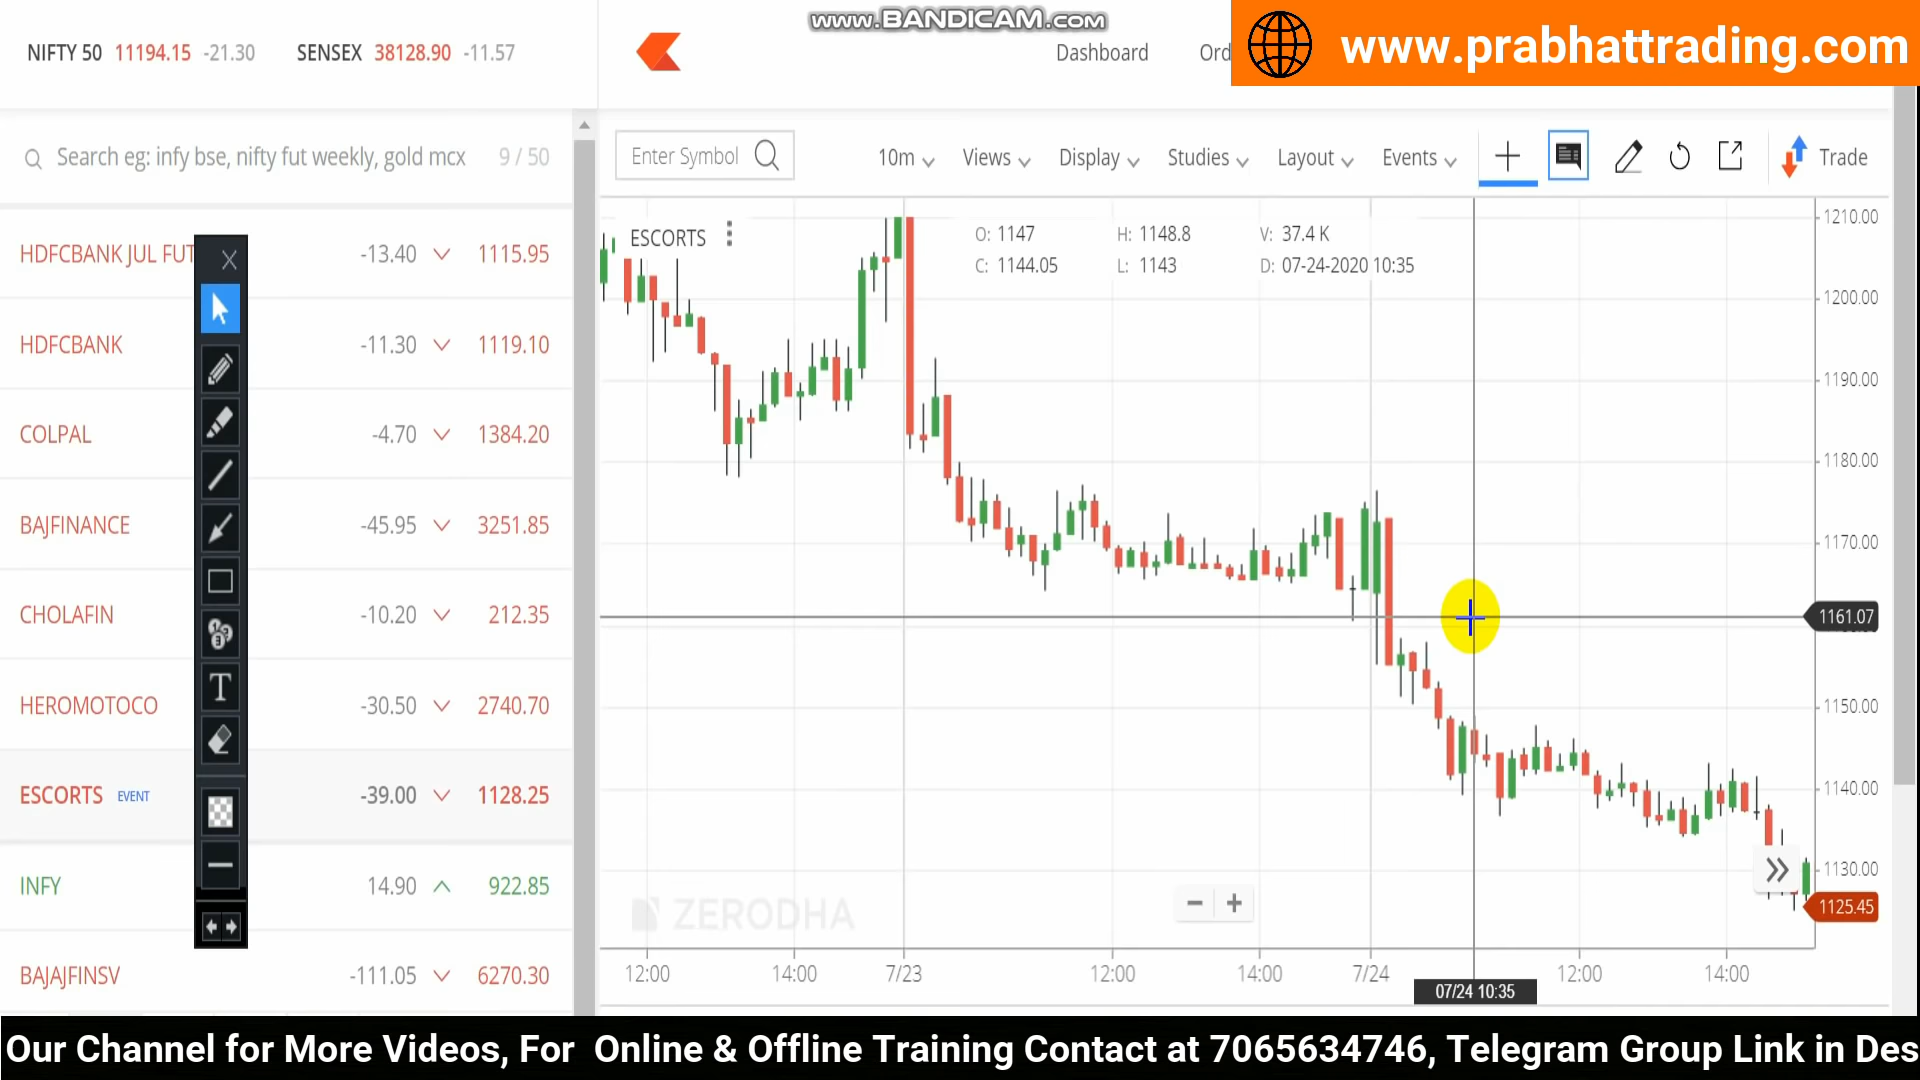 www.BANDICAM.com
www.prabhattrading.com
NIFTY 50 11194.15 -21.30 SENSEX 38128.90 -11.57
Dashboard Ord
Search eg: infy bse, nifty fut weekly, gold mcx 9 / 50
Enter Symbol 10m Views Display Studies Layout Events Trade
HDFCBANK JUL FUT -13.40 1115.95
HDFCBANK -11.30 1119.10
COLPAL -4.70 1384.20
BAJFINANCE -45.95 3251.85
CHOLAFIN -10.20 212.35
HEROMOTOCO -30.50 2740.70
ESCORTS EVENT -39.00 1128.25
INFY 14.90 922.85
BAJAJFINSV -111.05 6270.30
T
ESCORTS
O: 1147 H: 1148.8 V: 37.4 K
C: 1144.05 L: 1143 D: 07-24-2020 10:35
1210.00
1200.00
1190.00
1180.00
1170.00
1161.07
1150.00
1140.00
1130.00
1125.45
ZERODHA
12:00 14:00 7/23 12:00 14:00 7/24 12:00 14:00
07/24 10:35
Our Channel for More Videos, For Online & Offline Training Contact at 7065634746, Telegram Group Link in Des